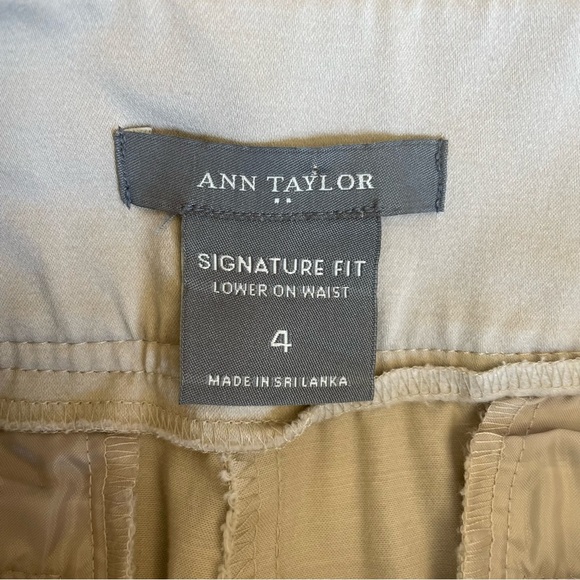 ANN TAYLOR
SIGNATURE FIT
LOWER ON WAIST
4
MADE IN SRI LANKA